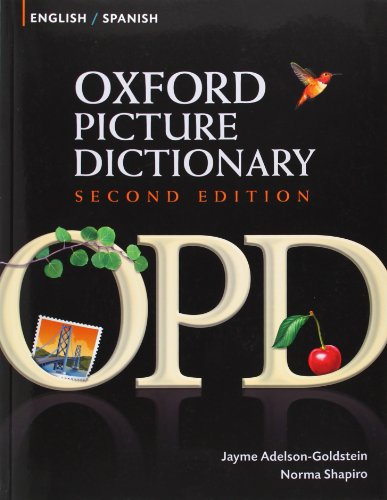 ENGLISH / SPANISH
OXFORD
PICTURE
DICTIONARY
SECOND EDITION
OPD
Jayme Adelson-Goldstein
Norma Shapiro